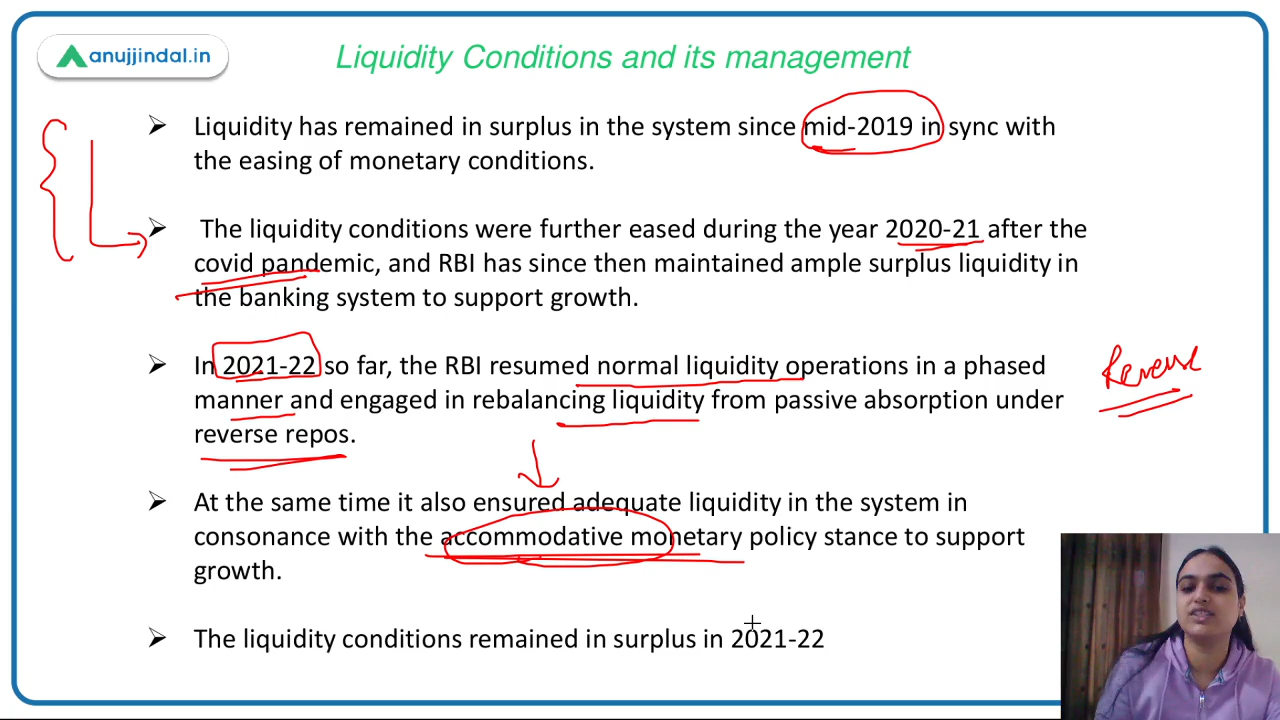 anujjindal.in
Liquidity Conditions and its management
➢ Liquidity has remained in surplus in the system since mid-2019 in sync with
the easing of monetary conditions.
➢ The liquidity conditions were further eased during the year 2020-21 after the
covid pandemic, and RBI has since then maintained ample surplus liquidity in
the banking system to support growth.
➢ In 2021-22 so far, the RBI resumed normal liquidity operations in a phased
manner and engaged in rebalancing liquidity from passive absorption under
reverse repos.
Reverse
➢ At the same time it also ensured adequate liquidity in the system in
consonance with the accommodative monetary policy stance to support
growth.
➢ The liquidity conditions remained in surplus in 2021-22